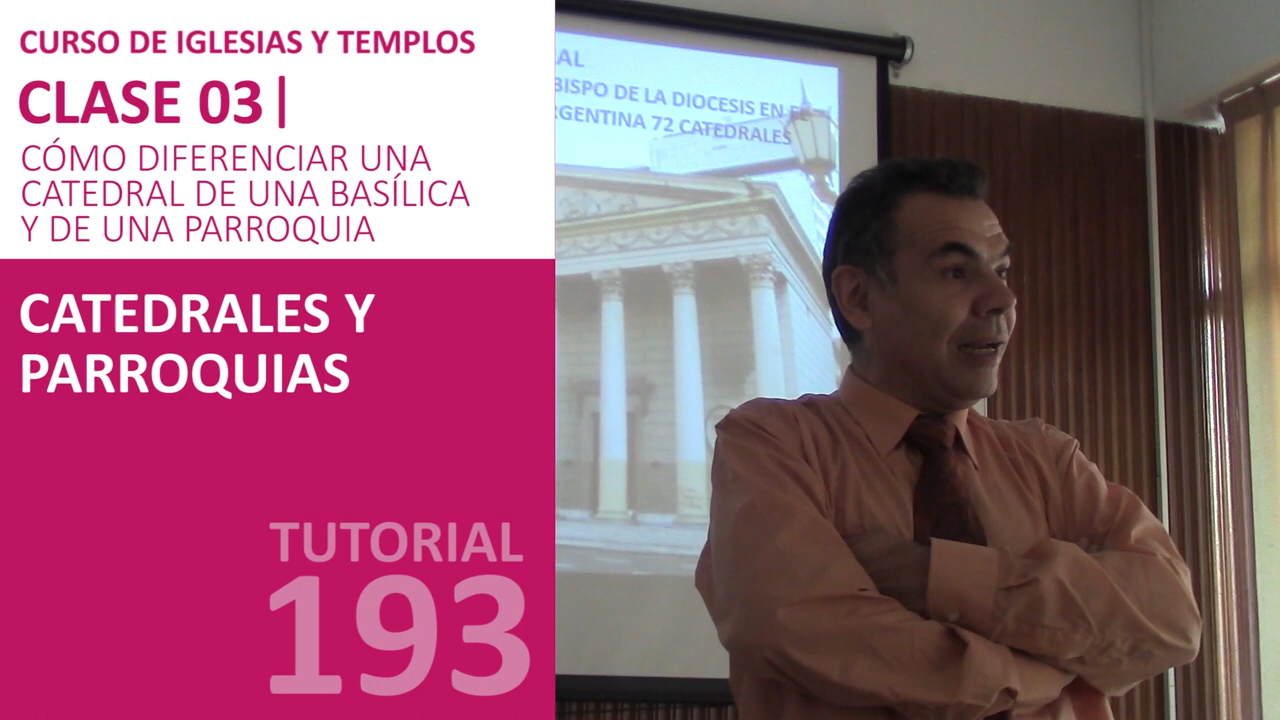 CURSO DE IGLESIAS Y TEMPLOS
CLASE 03|
CÓMO DIFERENCIAR UNA
CATEDRAL DE UNA BASÍLICA
Y DE UNA PARROQUIA
CATEDRALES Y
PARROQUIAS
TUTORIAL
193
AL
BISPO DE LA DIOCESIS EN
RGENTINA 72 CATEDRALES